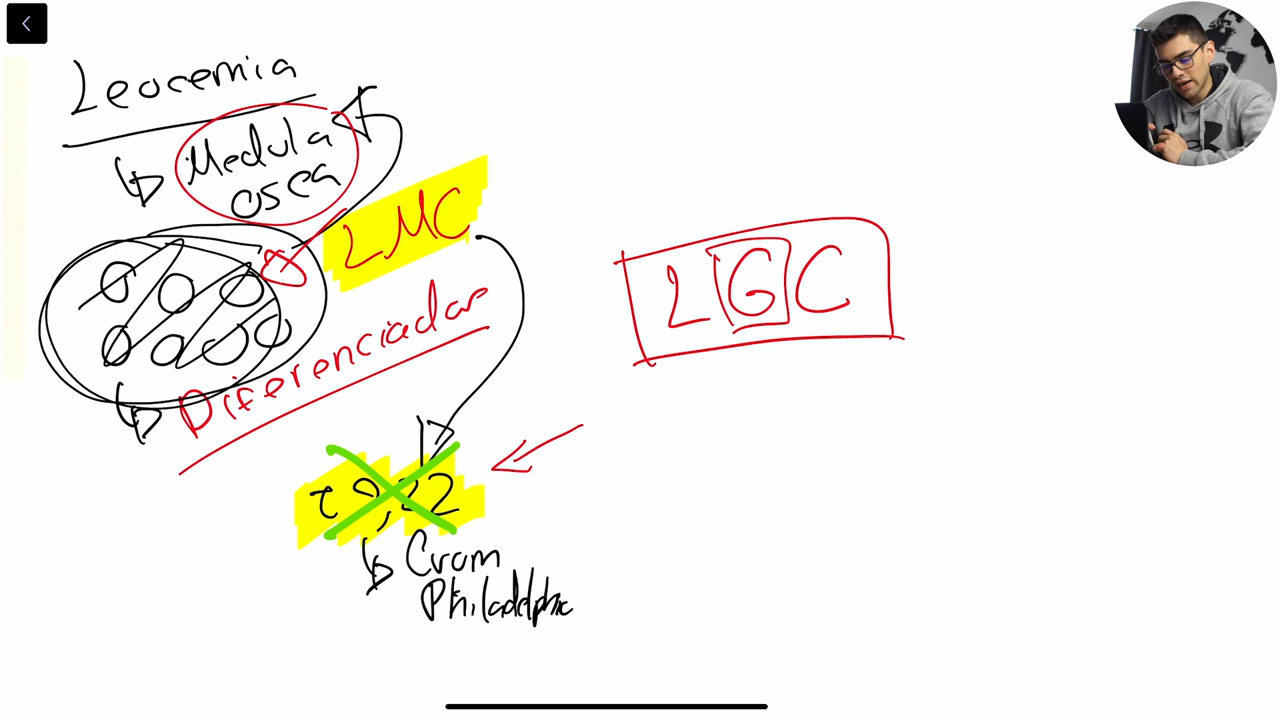 Leocemia
Medula
osea
LMC
LGC
Diferenciadas
t 9,22
Crom
Philadelphia